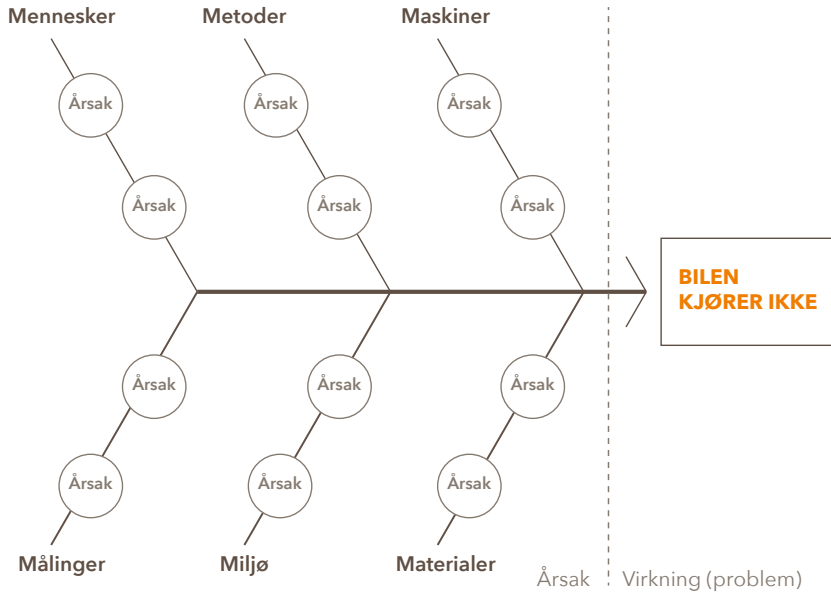 Mennesker
Metoder
Maskiner
Årsak
Årsak
Årsak
Årsak
Årsak
Årsak
BILEN
KJØRER IKKE
Årsak
Årsak
Årsak
Årsak
Årsak
Årsak
Målinger
Miljø
Materialer
Årsak
Virkning (problem)